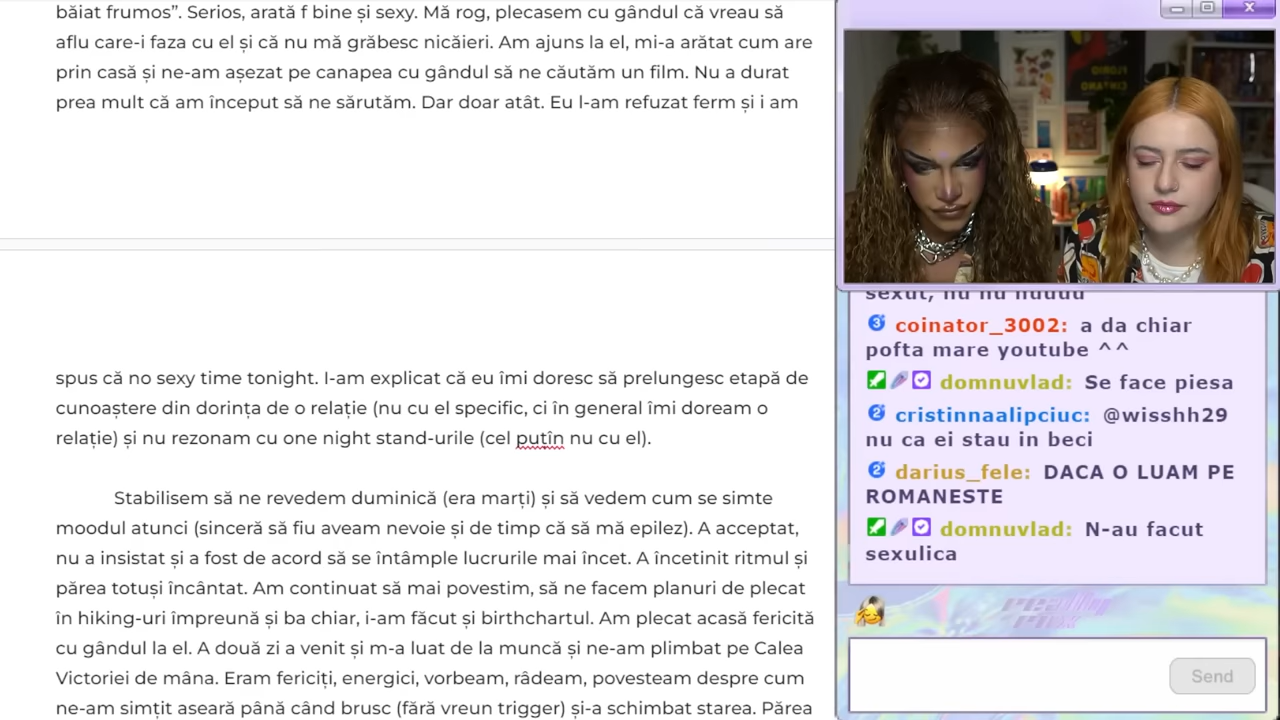 băiat frumos”. Serios, arată f bine și sexy. Mă rog, plecasem cu gândul că vreau să
aflu care-i faza cu el și că nu mă grăbesc nicăieri. Am ajuns la el, mi-a arătat cum are
prin casă și ne-am așezat pe canapea cu gândul să ne căutăm un film. Nu a durat
prea mult că am început să ne sărutăm. Dar doar atât. Eu l-am refuzat ferm și i am
spus că no sexy time tonight. I-am explicat că eu îmi doresc să prelungesc etapă de
cunoaștere din dorința de o relație (nu cu el specific, ci în general îmi doream o
relație) și nu rezonam cu one night stand-urile (cel puțîn nu cu el).
Stabilisem să ne revedem duminică (era marți) și să vedem cum se simte
moodul atunci (sinceră să fiu aveam nevoie și de timp că să mă epilez). A acceptat,
nu a insistat și a fost de acord să se întâmple lucrurile mai încet. A încetinit ritmul și
părea totuși încântat. Am continuat să mai povestim, să ne facem planuri de plecat
în hiking-uri împreună și ba chiar, i-am făcut și birthchartul. Am plecat acasă fericită
cu gândul la el. A două zi a venit și m-a luat de la muncă și ne-am plimbat pe Calea
Victoriei de mâna. Eram fericiți, energici, vorbeam, râdeam, povesteam despre cum
ne-am simțit aseară până când brusc (fără vreun trigger) și-a schimbat starea. Părea
FLORIO
CINTANO
coinator_3002: a da chiar
pofta mare youtube ^^
domnuvlad: Se face piesa
cristinnaalipciuc: @wisshh29
nu ca ei stau in beci
darius_fele: DACA O LUAM PE
ROMANESTE
domnuvlad: N-au facut
sexulica
really
rux
Send